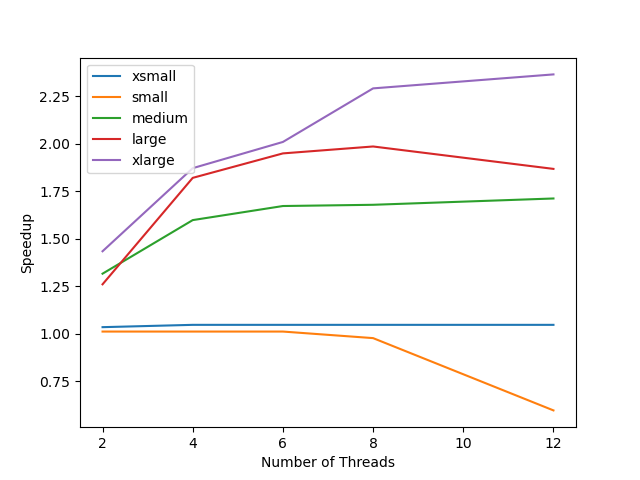 xsmall
small
medium
large
xlarge
2.25
2.00
1.75
1.50
1.25
1.00
0.75
Speedup
2 4 6 8 10 12
Number of Threads